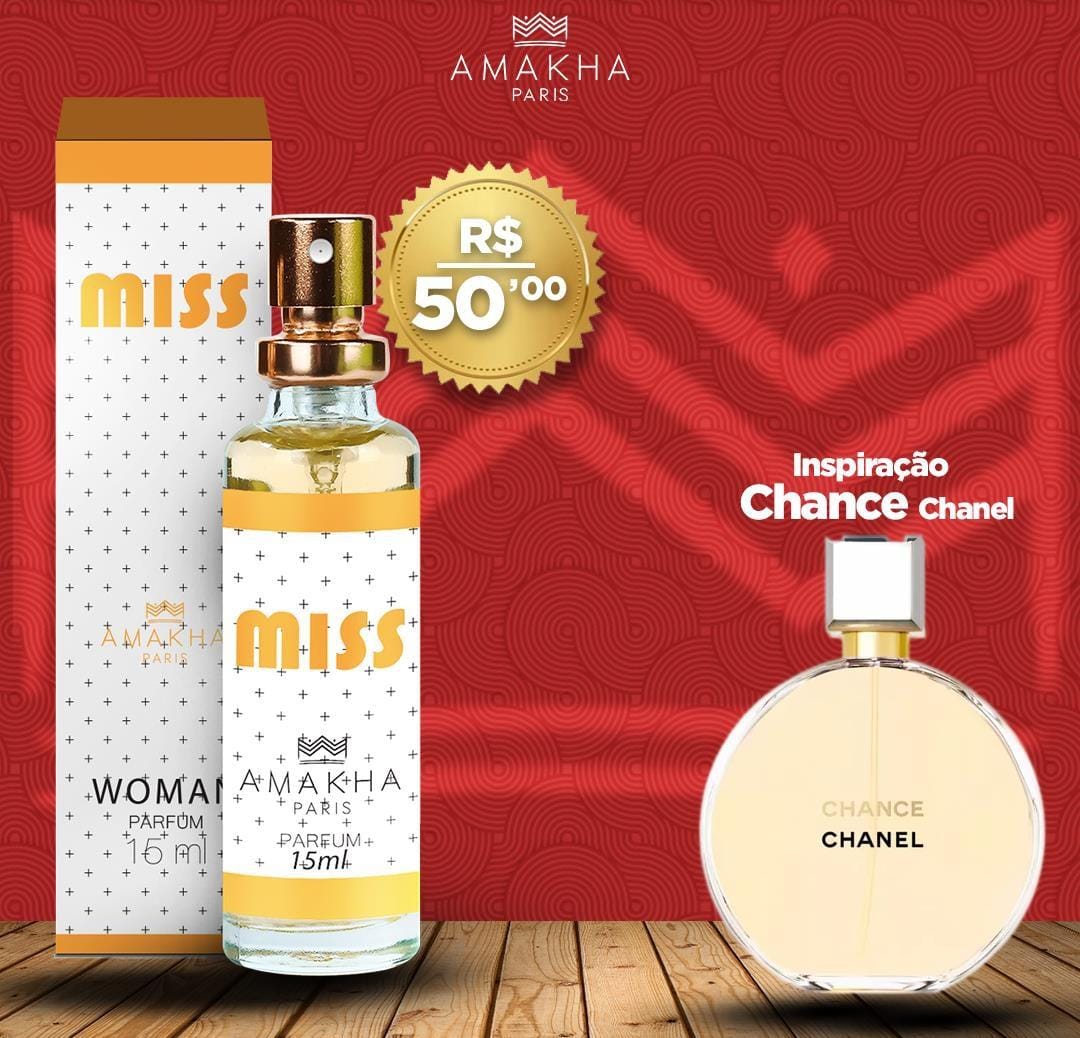 AMAKHA
PARIS
MISS
AMAKHA
PARIS
WOMAN
PARFUM
15 ml
R$
50,00
MISS
AMAKHA
PARIS
PARFUM
15ml
Inspiração
Chance Chanel
CHANCE
CHANEL